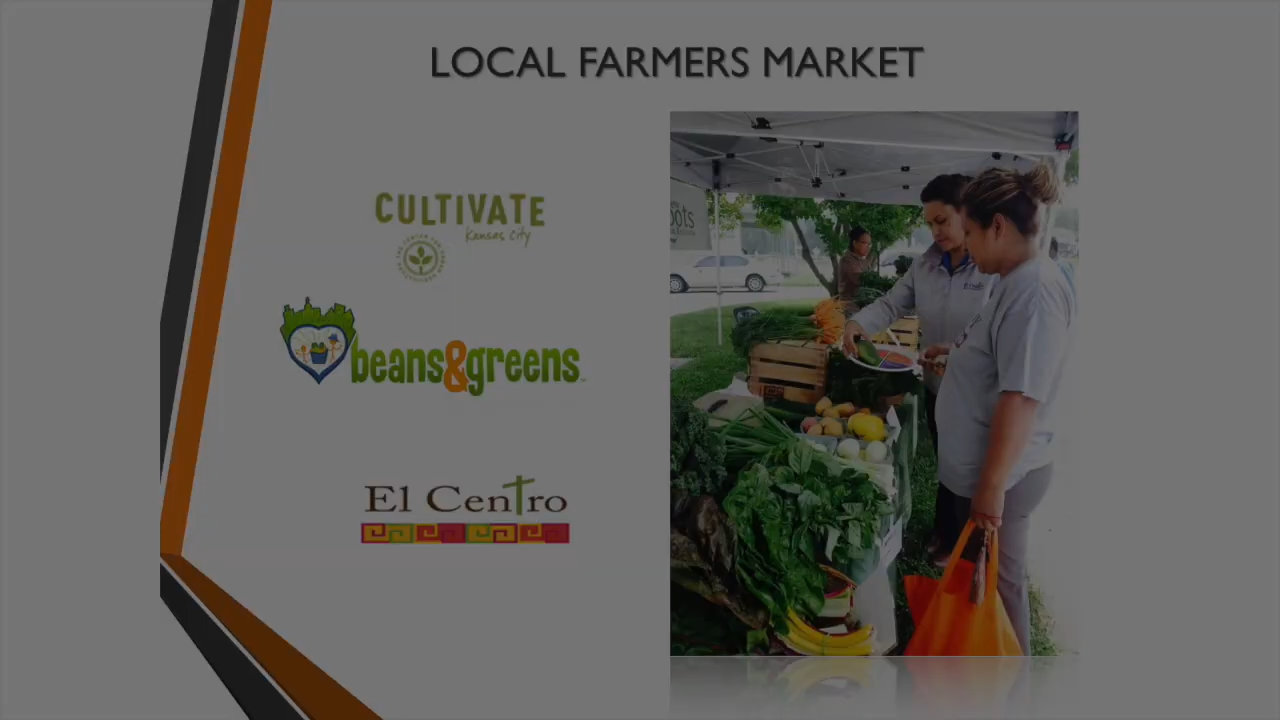 LOCAL FARMERS MARKET
CULTIVATE
Kansas City
beans&greens
El Centro